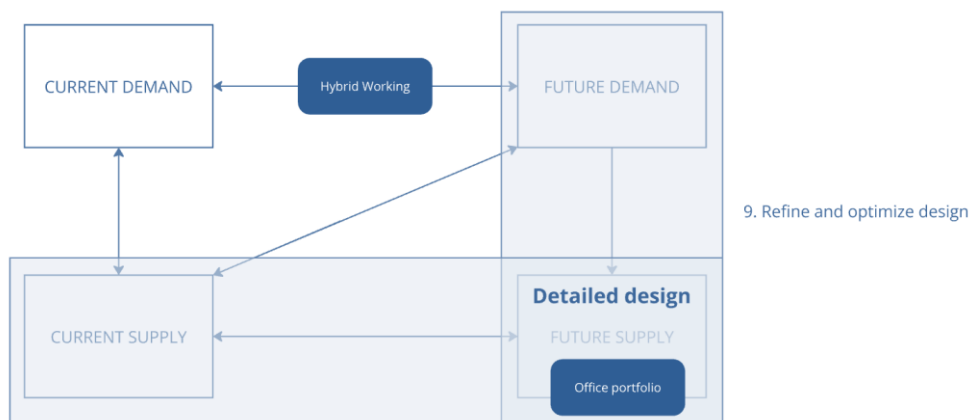 CURRENT DEMAND
Hybrid Working
FUTURE DEMAND
9. Refine and optimize design
Detailed design
CURRENT SUPPLY
FUTURE SUPPLY
Office portfolio